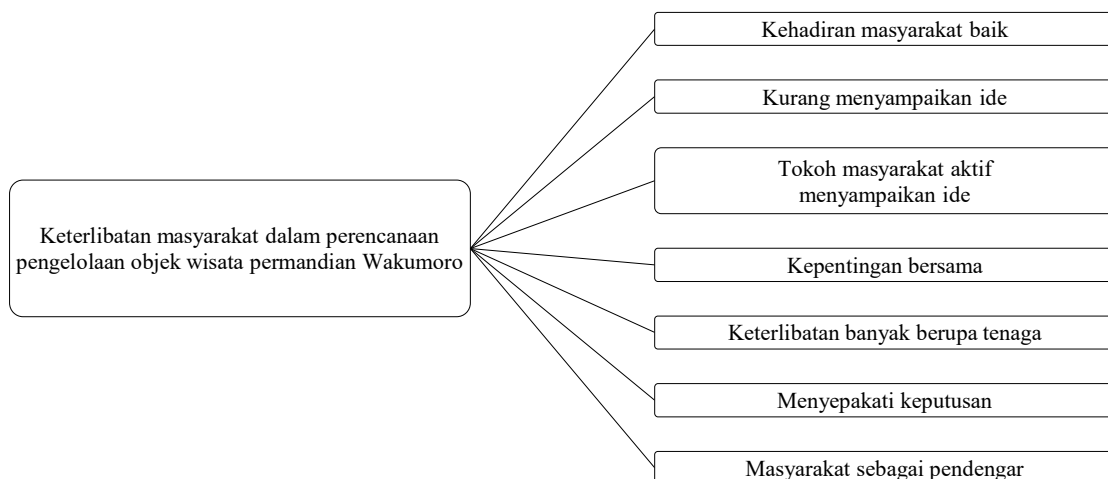 Kehadiran masyarakat baik
Kurang menyampaikan ide
Tokoh masyarakat aktif
menyampaikan ide
Keterlibatan masyarakat dalam perencanaan
pengelolaan objek wisata permandian Wakumoro
Kepentingan bersama
Keterlibatan banyak berupa tenaga
Menyepakati keputusan
Masyarakat sebagai pendengar